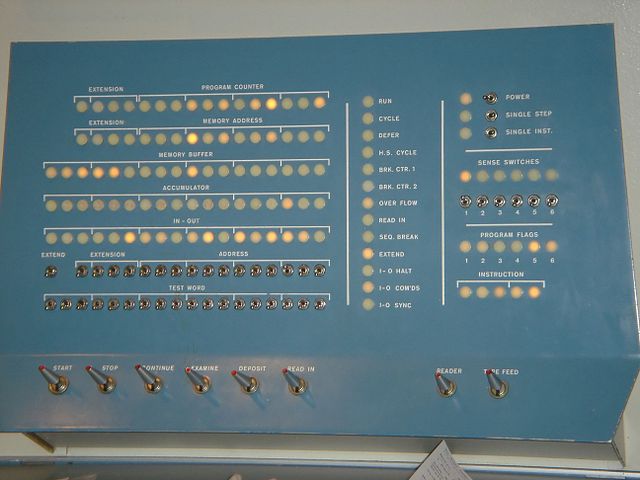 EXTENSION PROGRAM COUNTER
EXTENSION MEMORY ADDRESS
MEMORY BUFFER
ACCUMULATOR
IN-OUT
EXTEND EXTENSION ADDRESS
TEST WORD
RUN
CYCLE
DEFER
H.S. CYCLE
BRK. CTR. 1
BRK. CTR. 2
OVER FLOW
READ IN
SEQ. BREAK
EXTEND
I-O HALT
I-O COM'DS
I-O SYNC
POWER
SINGLE STEP
SINGLE INST.
SENSE SWITCHES
1 2 3 4 5 6
PROGRAM FLAGS
1 2 3 4 5 6
INSTRUCTION
START STOP CONTINUE EXAMINE DEPOSIT READ IN READER TAPE FEED